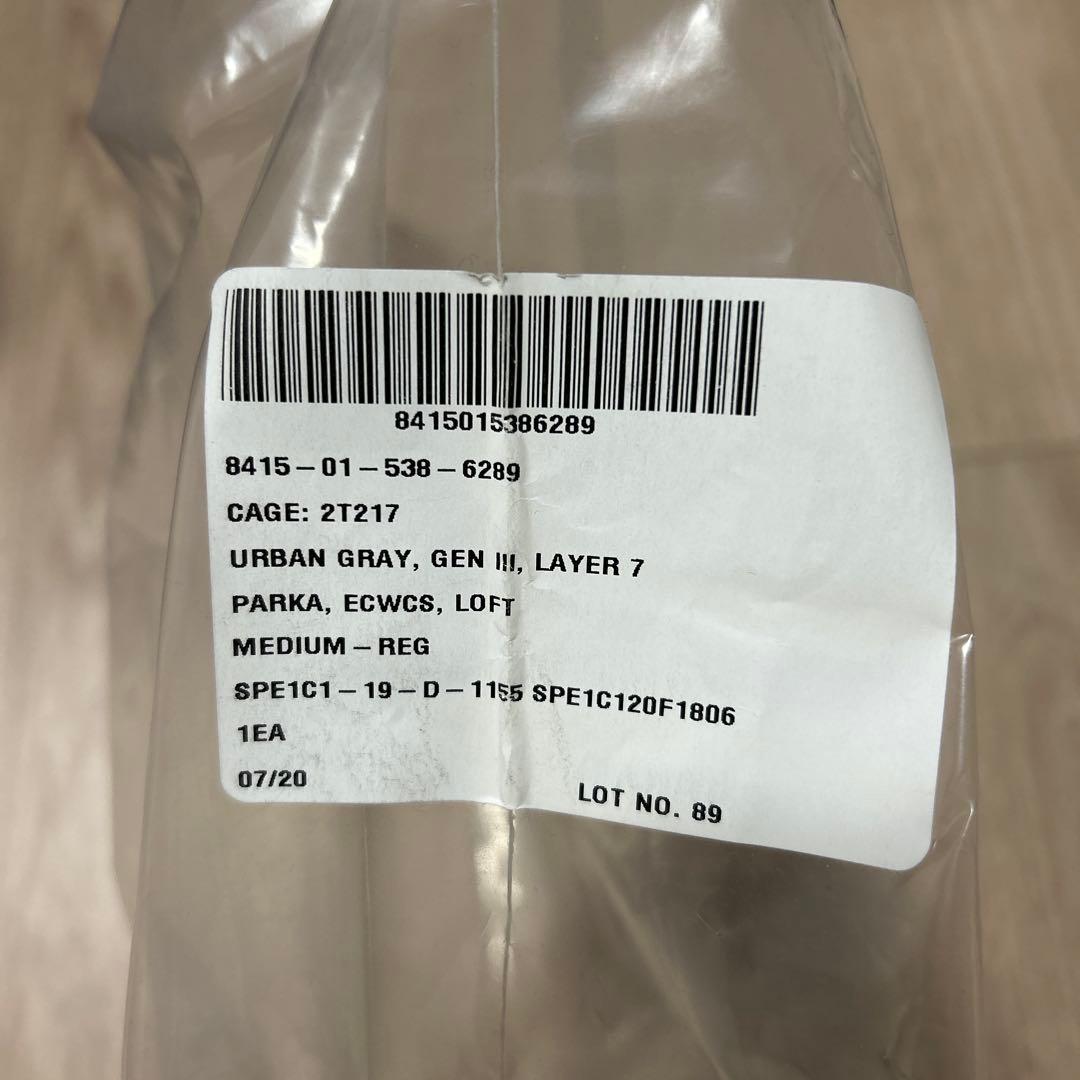 8415015386289
8415-01-538-6289
CAGE: 2T217
URBAN GRAY, GEN III, LAYER 7
PARKA, ECWCS, LOFT
MEDIUM-REG
SPE1C1-19-D-1155 SPE1C120F1806
1EA
07/20
LOT NO. 89